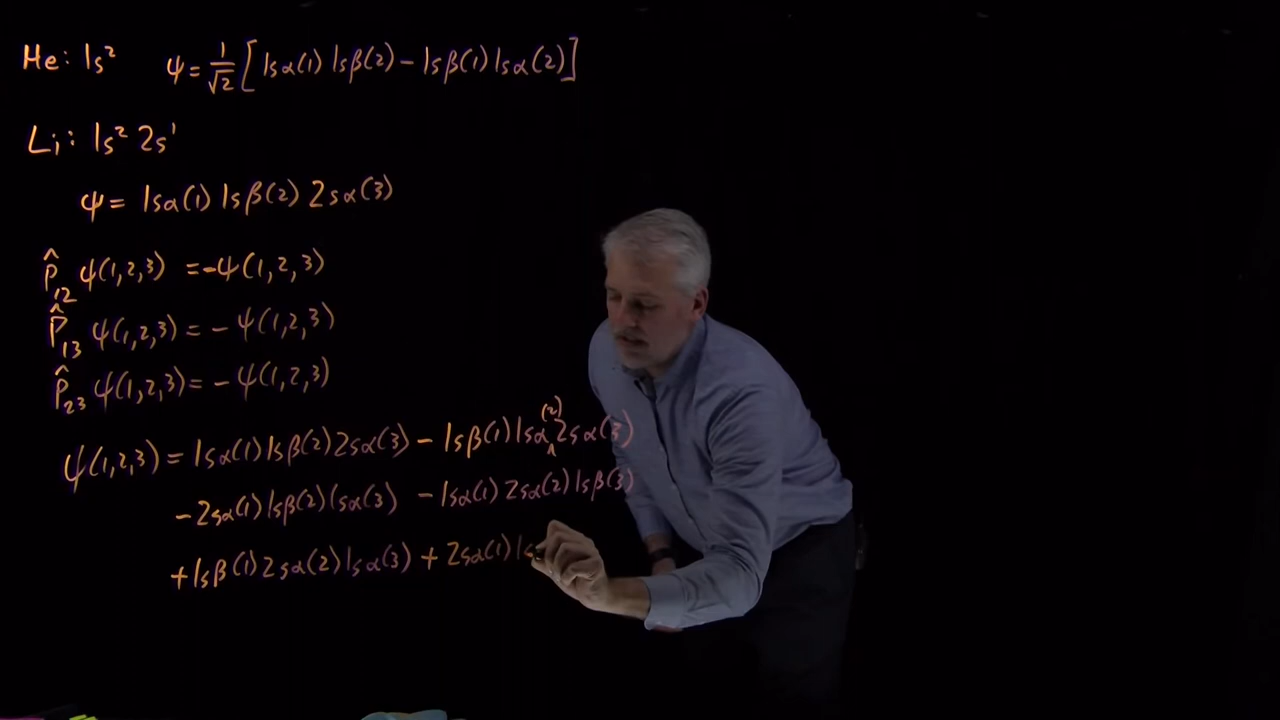 He: 1s² ψ = 1/√2 [1sα(1) 1sβ(2) - 1sβ(1) 1sα(2)]
Li: 1s² 2s¹
ψ = 1sα(1) 1sβ(2) 2sα(3)
P̂₁₂ ψ(1,2,3) = -ψ(1,2,3)
P̂₁₃ ψ(1,2,3) = - ψ(1,2,3)
P̂₂₃ ψ(1,2,3) = - ψ(1,2,3)
ψ(1,2,3) = 1sα(1) 1sβ(2) 2sα(3) - 1sβ(1) 1sα(2) 2sα(3)
- 2sα(1) 1sβ(2) 1sα(3) - 1sα(1) 2sα(2) 1sβ(3)
+ 1sβ(1) 2sα(2) 1sα(3) + 2sα(1) 1s